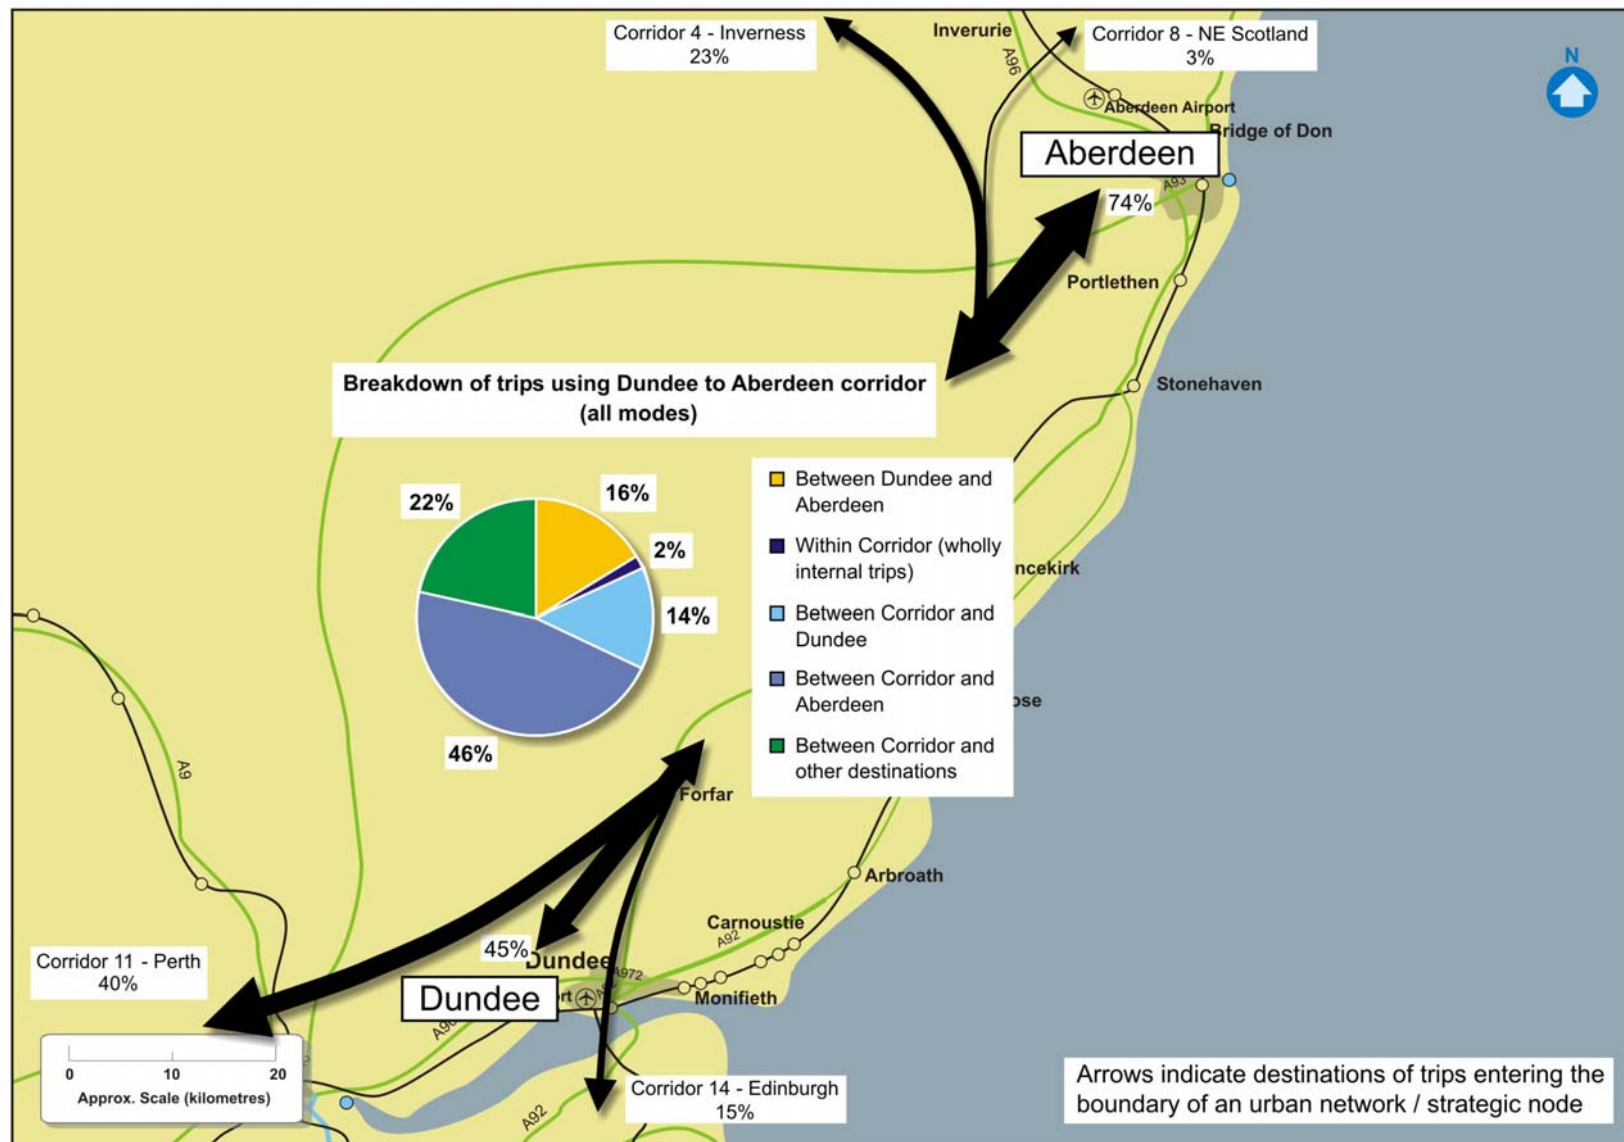 Corridor 4 - Inverness
23%
Inverurie
A96
Corridor 8 - NE Scotland
3%
N
Aberdeen Airport
Bridge of Don
Aberdeen
A93
74%
Portlethen
Stonehaven
Breakdown of trips using Dundee to Aberdeen corridor
(all modes)
22%
16%
2%
14%
46%
Between Dundee and
Aberdeen
Within Corridor (wholly
internal trips)
Between Corridor and
Dundee
Between Corridor and
Aberdeen
Between Corridor and
other destinations
ncekirk
ose
A9
Forfar
Arbroath
Carnoustie
A92
45%
Dundee
A972
Corridor 11 - Perth
40%
Dundee
rt
Monifieth
0 10 20
Approx. Scale (kilometres)
Corridor 14 - Edinburgh
15%
A92
Arrows indicate destinations of trips entering the
boundary of an urban network / strategic node